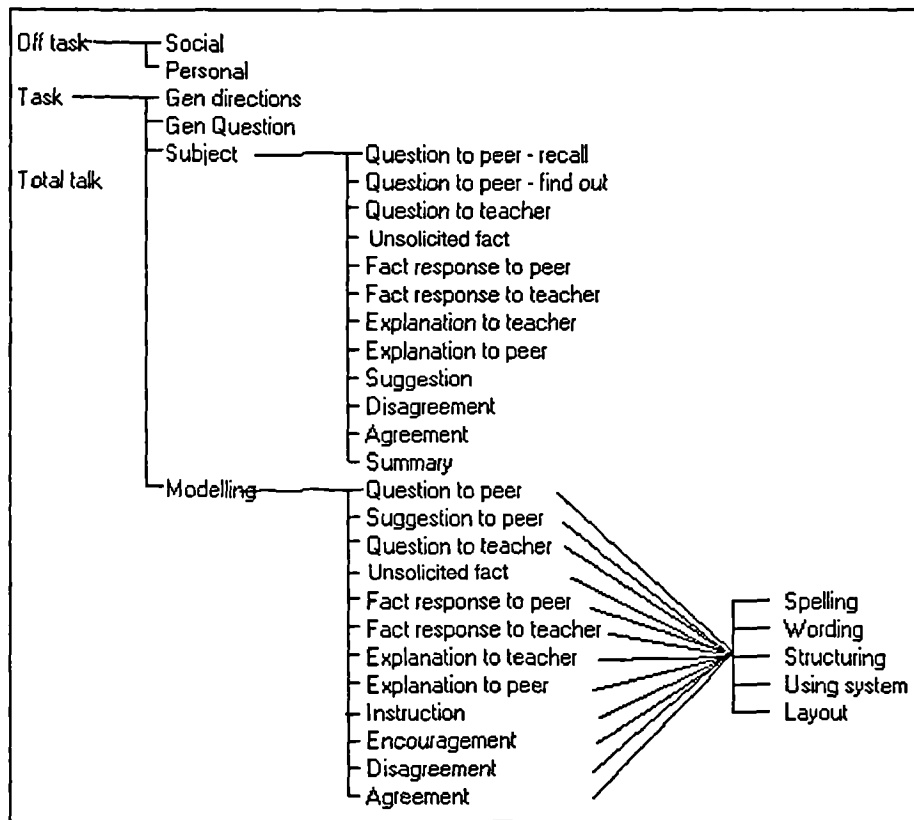 Off task
Social
Personal
Task
Gen directions
Gen Question
Subject
Question to peer - recall
Question to peer - find out
Total talk
Question to teacher
Unsolicited fact
Fact response to peer
Fact response to teacher
Explanation to teacher
Explanation to peer
Suggestion
Disagreement
Agreement
Summary
Modelling
Question to peer
Suggestion to peer
Question to teacher
Unsolicited fact
Fact response to peer
Fact response to teacher
Explanation to teacher
Explanation to peer
Instruction
Encouragement
Disagreement
Agreement
Spelling
Wording
Structuring
Using system
Layout